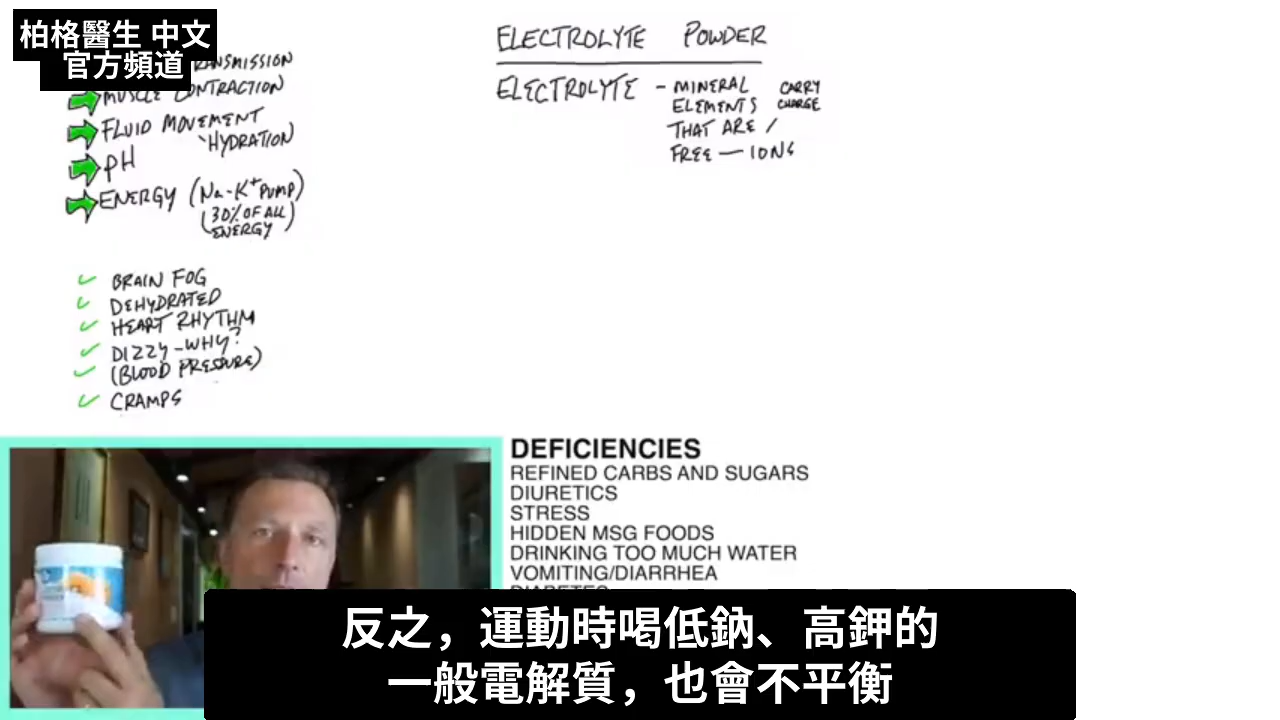 柏格醫生 中文
官方頻道
ANSMISSION
MUSCLE CONTRACTION
FLUID MOVEMENT
HYDRATION
pH
ENERGY (Na-K+ PUMP)
(30% OF ALL
ENERGY)
BRAIN FOG
DEHYDRATED
HEART RHYTHM
DIZZY-WHY?
(BLOOD PRESSURE)
CRAMPS
ELECTROLYTE POWDER
ELECTROLYTE - MINERAL CARRY
ELEMENTS CHARGE
THAT ARE /
FREE — IONS
DEFICIENCIES
REFINED CARBS AND SUGARS
DIURETICS
STRESS
HIDDEN MSG FOODS
DRINKING TOO MUCH WATER
VOMITING/DIARRHEA
DIABETES
反之，運動時喝低鈉、高鉀的
一般電解質，也會不平衡